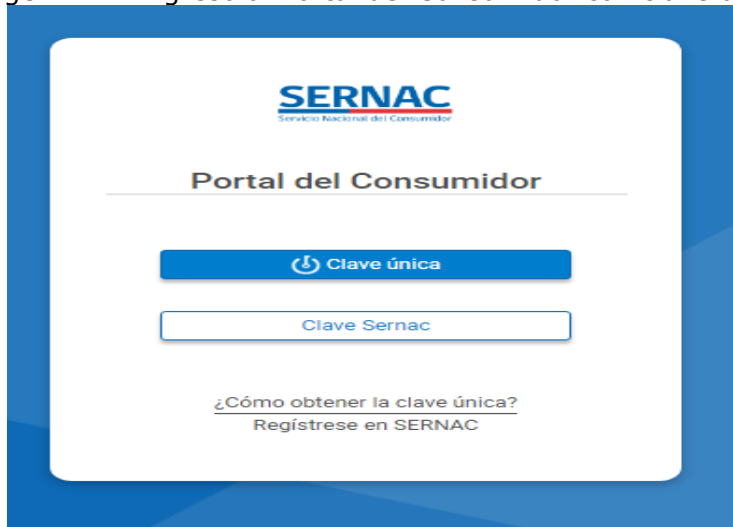 SERNAC
Servicio Nacional del Consumidor
Portal del Consumidor
Clave única
Clave Sernac
¿Cómo obtener la clave única?
Regístrese en SERNAC